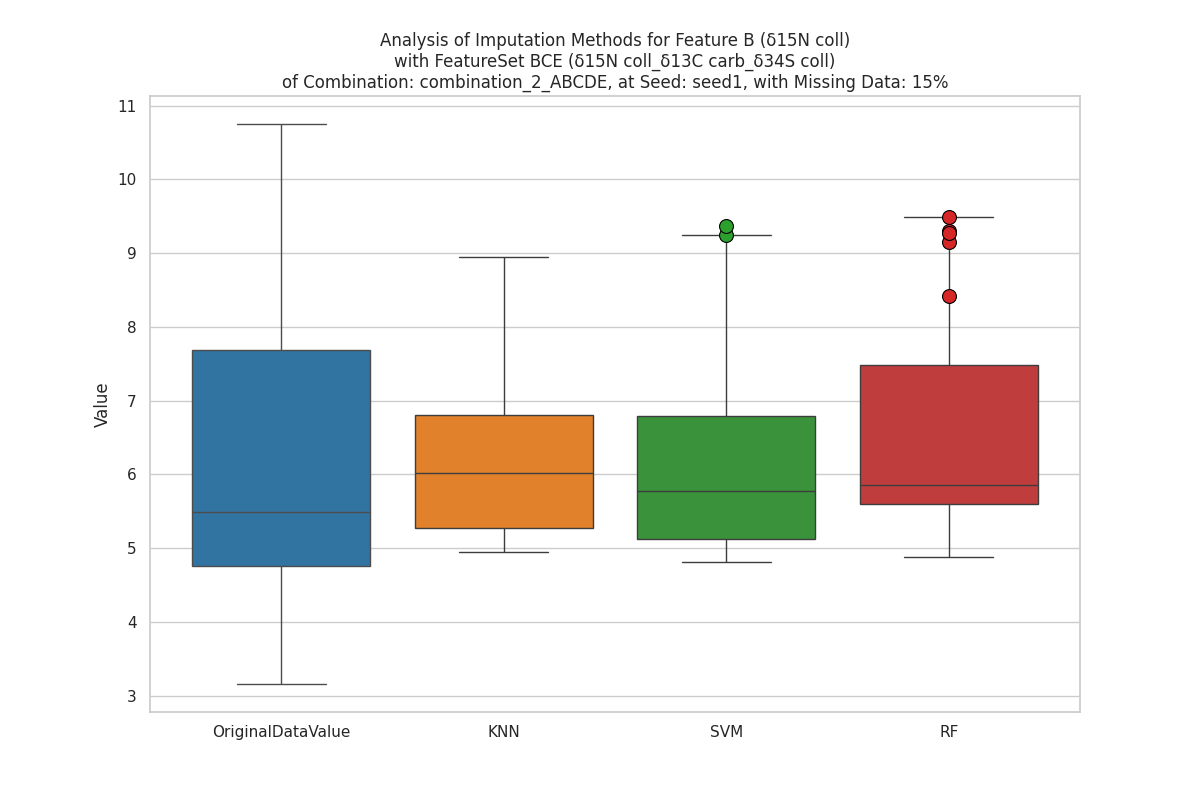 Analysis of Imputation Methods for Feature B (δ15N coll)
with FeatureSet BCE (δ15N coll_δ13C carb_δ34S coll)
of Combination: combination_2_ABCDE, at Seed: seed1, with Missing Data: 15%
11
10
9
8
7
6
5
4
3
Value
OriginalDataValue
KNN
SVM
RF